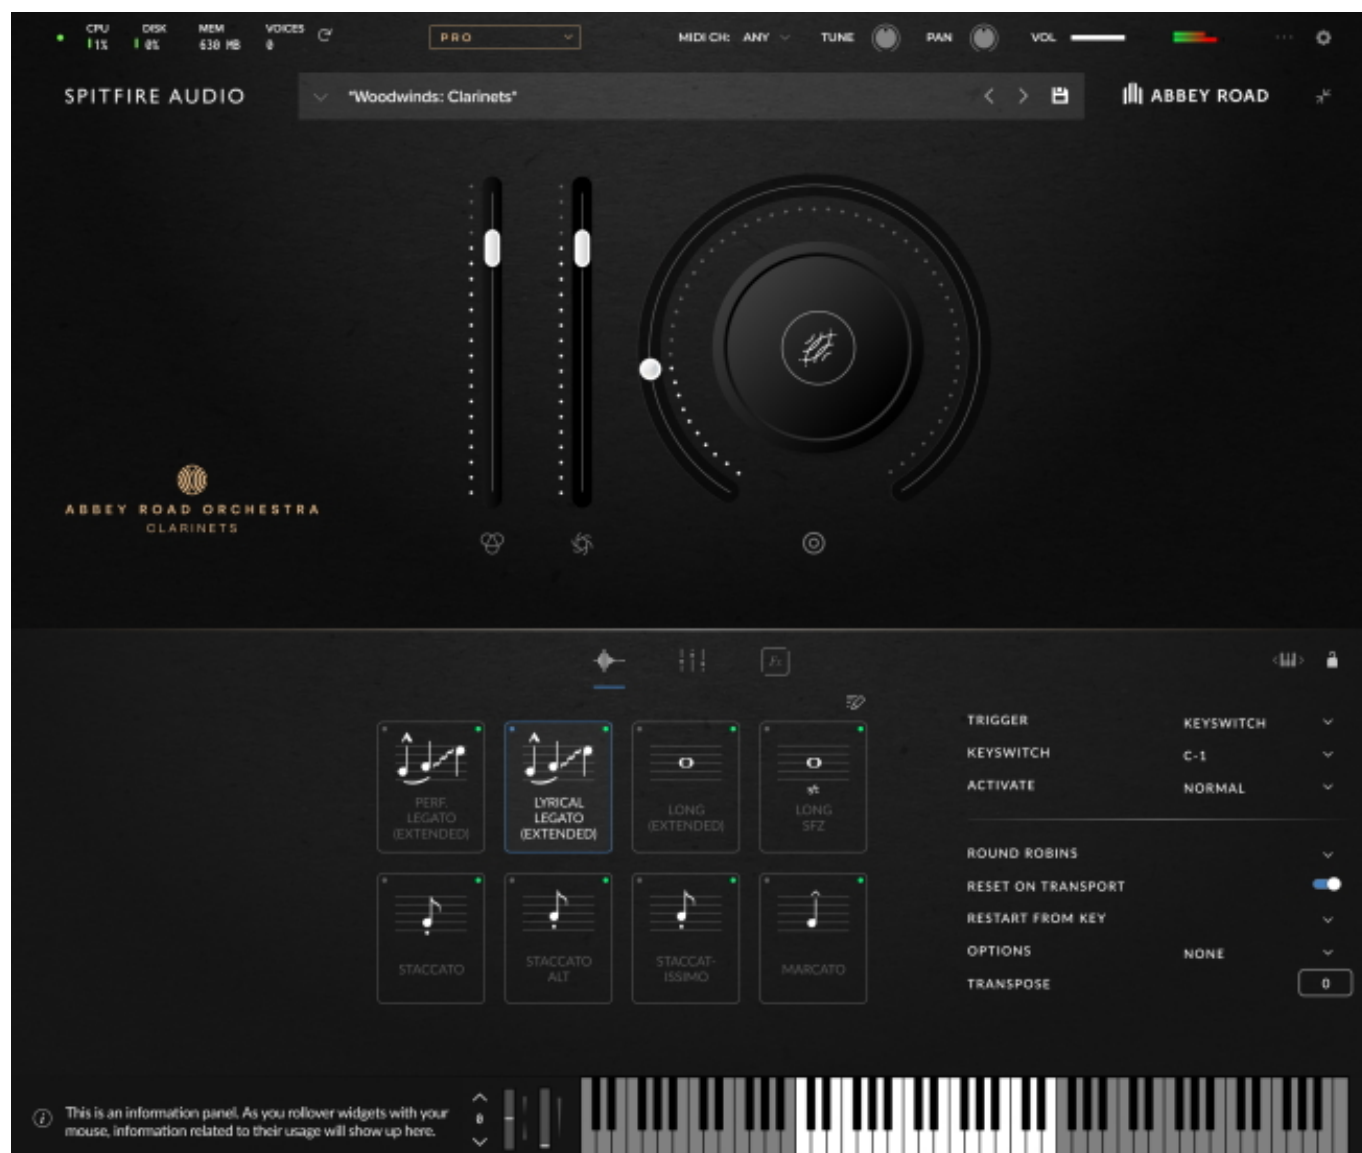 CPU DISK MEM VOICES
1% 0% 630 MB 0
PRO
MIDI CH: ANY TUNE PAN VOL
SPITFIRE AUDIO
"Woodwinds: Clarinets"
ABBEY ROAD
ABBEY ROAD ORCHESTRA
CLARINETS
Fx
PERF.
LEGATO
(EXTENDED)
LYRICAL
LEGATO
(EXTENDED)
LONG
(EXTENDED)
sfz
LONG
SFZ
STACCATO
STACCATO
ALT
STACCAT-
ISSIMO
MARCATO
TRIGGER KEYSWITCH
KEYSWITCH C-1
ACTIVATE NORMAL
ROUND ROBINS
RESET ON TRANSPORT
RESTART FROM KEY
OPTIONS NONE
TRANSPOSE 0
This is an information panel. As you rollover widgets with your
mouse, information related to their usage will show up here.
0